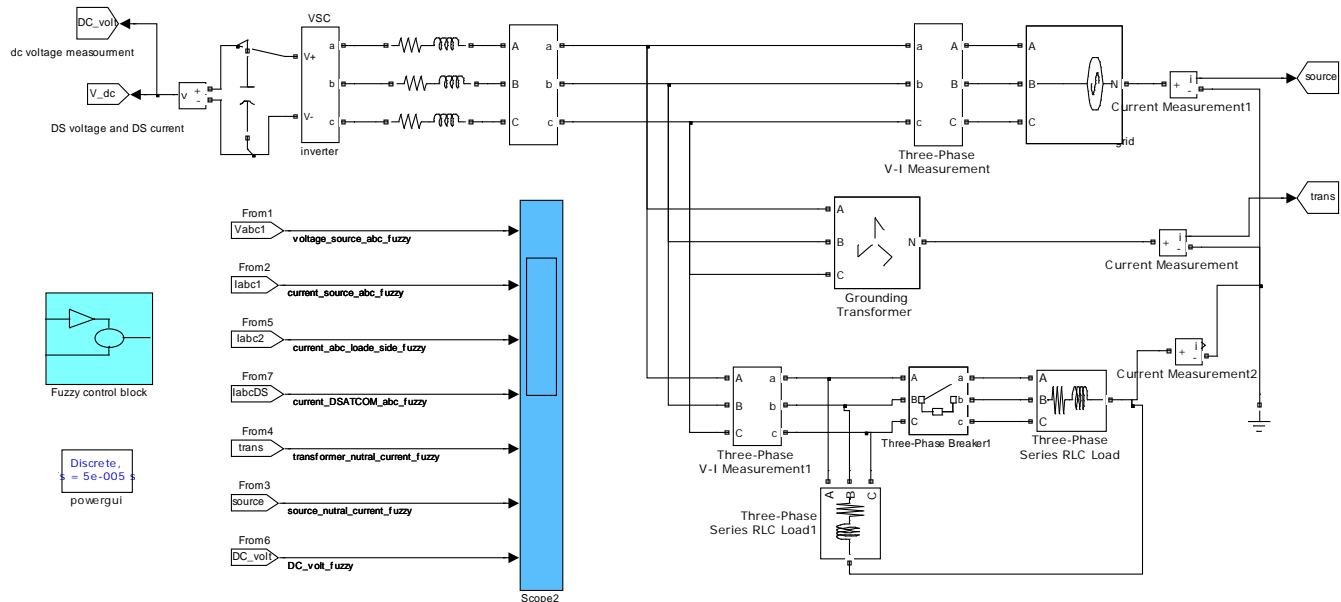 DC_volt
dc voltage measourment
V_dc
DS voltage and DS current
v
+
-
VSC
V+
V-
a
b
c
inverter
A
B
C
a
b
c
a
b
c
A
B
C
Three-Phase
V-I Measurement
A
B
C
N
grid
+
i
-
Current Measurement1
source
trans
A
B
C
N
Grounding
Transformer
+
i
-
Current Measurement
+
i
Current Measurement2
From1
Vabc1
voltage_source_abc_fuzzy
From2
Iabc1
current_source_abc_fuzzy
From5
Iabc2
current_abc_loade_side_fuzzy
From7
IabcDS
current_DSATCOM_abc_fuzzy
From4
trans
transformer_nutral_current_fuzzy
From3
source
source_nutral_current_fuzzy
From6
DC_volt
DC_volt_fuzzy
Scope2
Fuzzy control block
Discrete,
s = 5e-005 s
powergui
A
B
C
a
b
c
Three-Phase
V-I Measurement1
A
B
C
a
b
c
Three-Phase Breaker1
A
B
C
Three-Phase
Series RLC Load
A
B
C
Three-Phase
Series RLC Load1